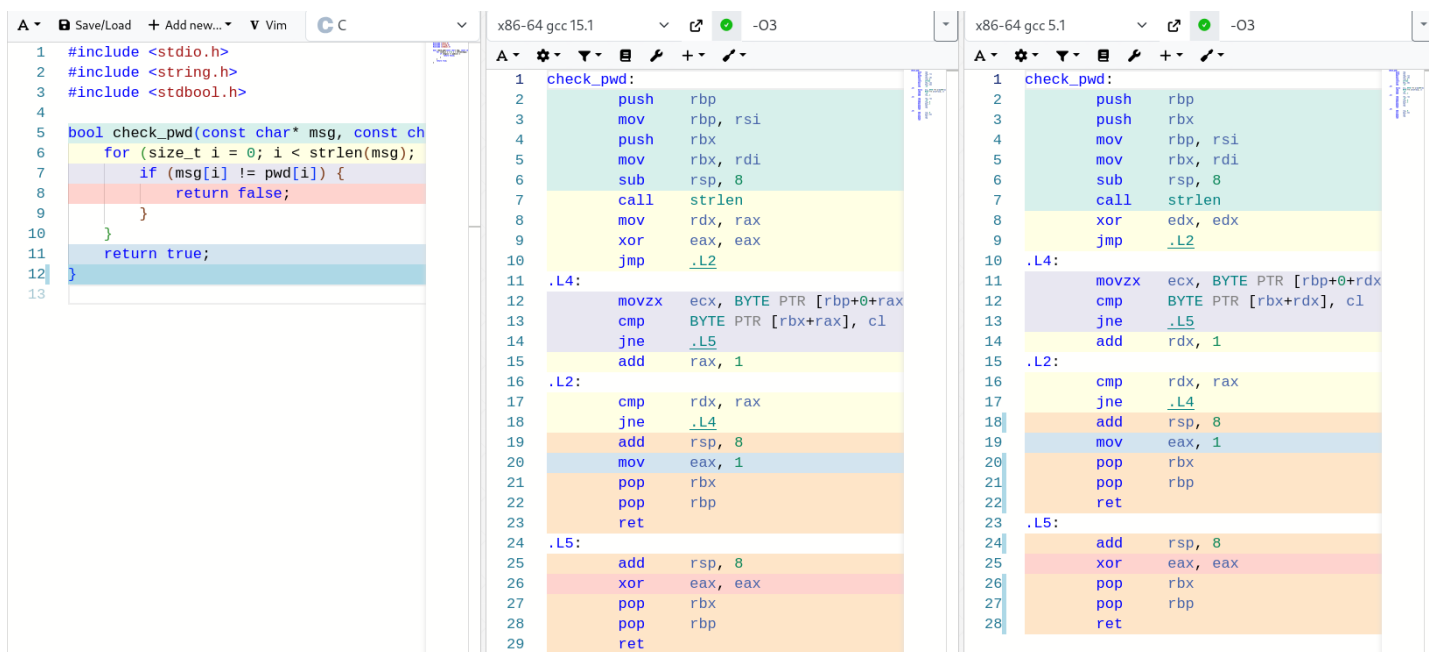 A Save/Load + Add new... Vim C C
1 #include <stdio.h>
2 #include <string.h>
3 #include <stdbool.h>
4
5 bool check_pwd(const char* msg, const ch
6 for (size_t i = 0; i < strlen(msg);
7 if (msg[i] != pwd[i]) {
8 return false;
9 }
10 }
11 return true;
12 }
13
x86-64 gcc 15.1 -O3
A
1 check_pwd:
2 push rbp
3 mov rbp, rsi
4 push rbx
5 mov rbx, rdi
6 sub rsp, 8
7 call strlen
8 mov rdx, rax
9 xor eax, eax
10 jmp .L2
11 .L4:
12 movzx ecx, BYTE PTR [rbp+0+rax
13 cmp BYTE PTR [rbx+rax], cl
14 jne .L5
15 add rax, 1
16 .L2:
17 cmp rdx, rax
18 jne .L4
19 add rsp, 8
20 mov eax, 1
21 pop rbx
22 pop rbp
23 ret
24 .L5:
25 add rsp, 8
26 xor eax, eax
27 pop rbx
28 pop rbp
29 ret
x86-64 gcc 5.1 -O3
A
1 check_pwd:
2 push rbp
3 push rbx
4 mov rbp, rsi
5 mov rbx, rdi
6 sub rsp, 8
7 call strlen
8 xor edx, edx
9 jmp .L2
10 .L4:
11 movzx ecx, BYTE PTR [rbp+0+rdx
12 cmp BYTE PTR [rbx+rdx], cl
13 jne .L5
14 add rdx, 1
15 .L2:
16 cmp rdx, rax
17 jne .L4
18 add rsp, 8
19 mov eax, 1
20 pop rbx
21 pop rbp
22 ret
23 .L5:
24 add rsp, 8
25 xor eax, eax
26 pop rbx
27 pop rbp
28 ret